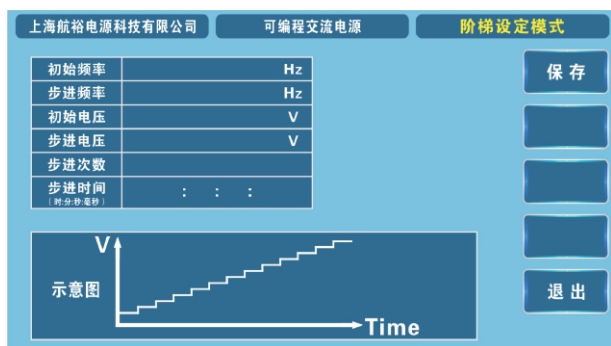 上海航裕电源科技有限公司 可编程交流电源 阶梯设定模式
初始频率 Hz
步进频率 Hz
初始电压 V
步进电压 V
步进次数
步进时间 : : :
(时:分:秒:毫秒)
保存
V
示意图
Time
退出